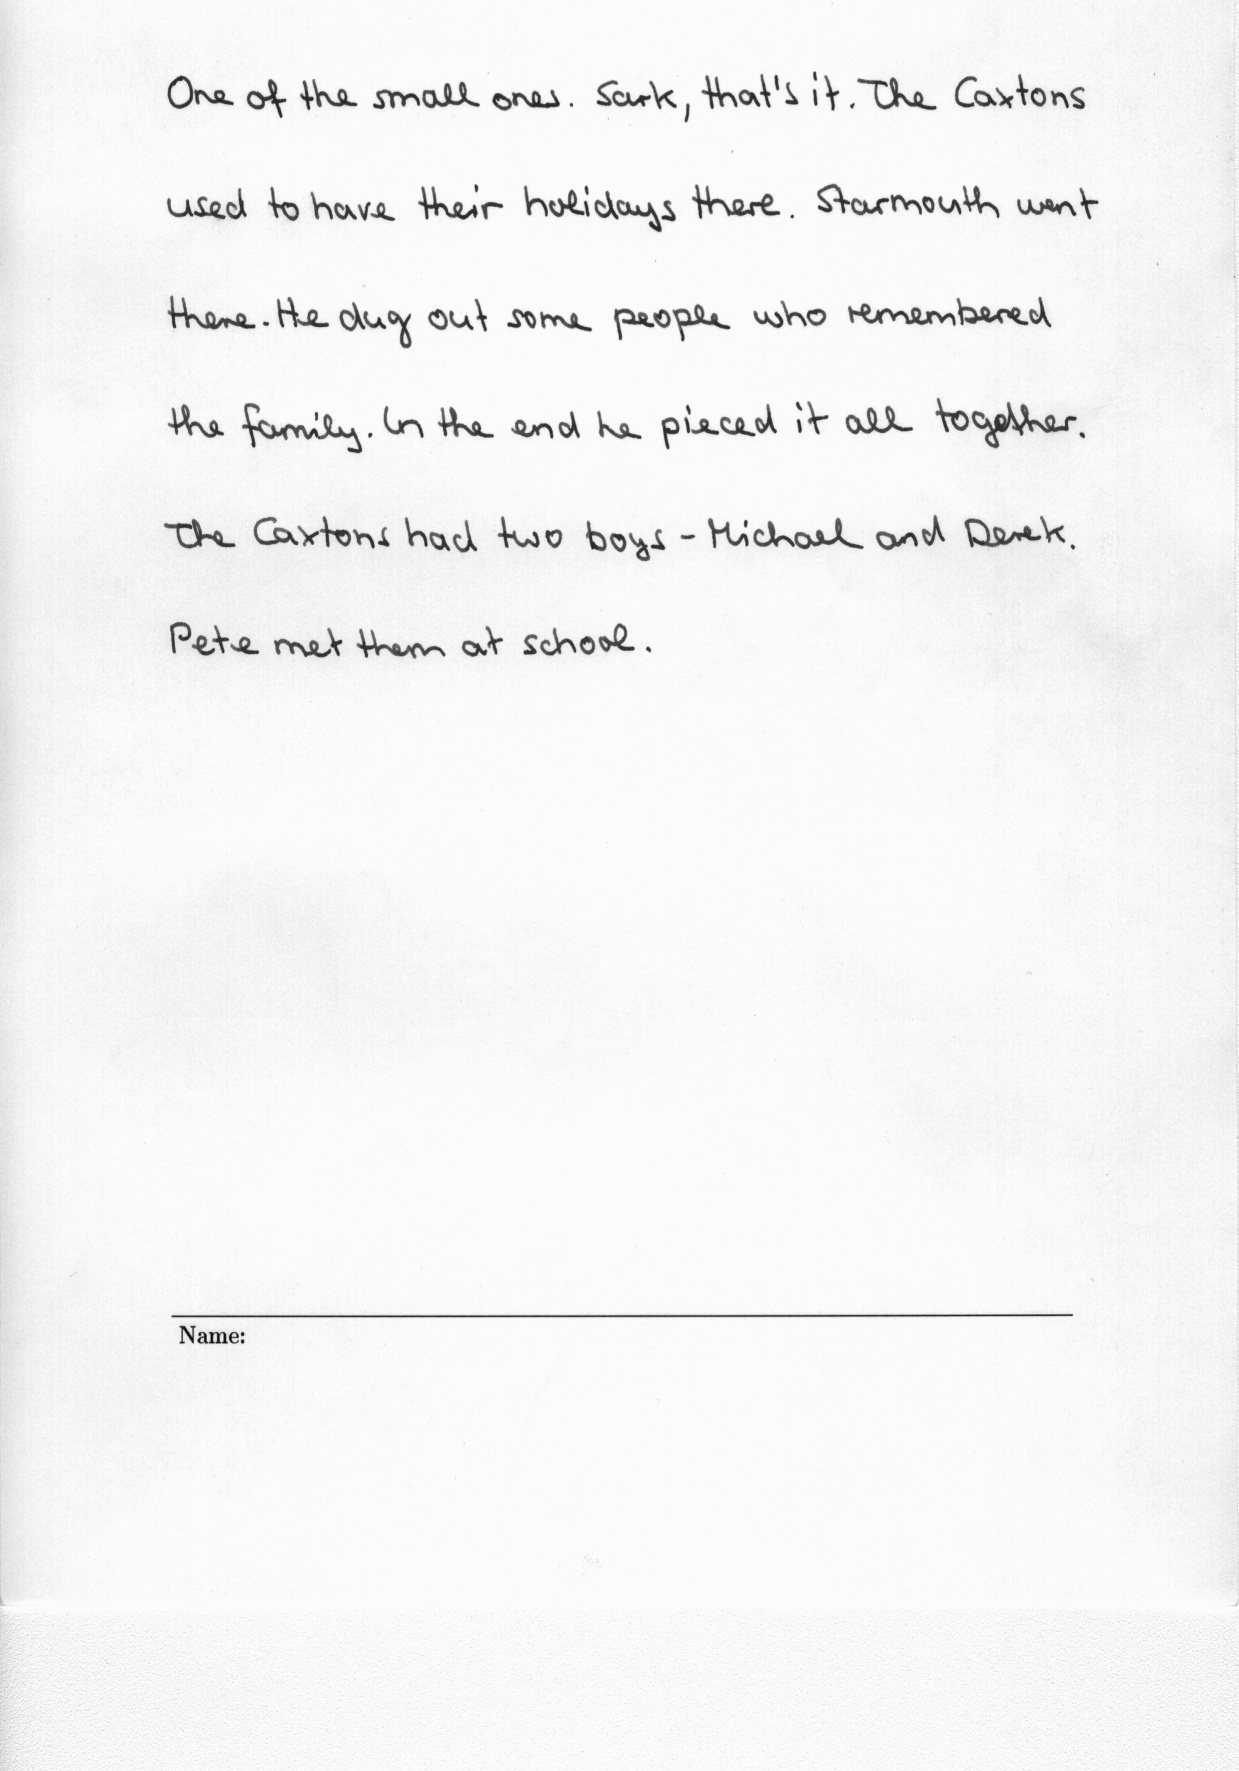 One of the small ones. Sark, that's it. The Caxtons
used to have their holidays there. Starmouth went
there. He dug out some people who remembered
the family. In the end he pieced it all together.
The Caxtons had two boys - Michael and Derek.
Pete met them at school.
Name: